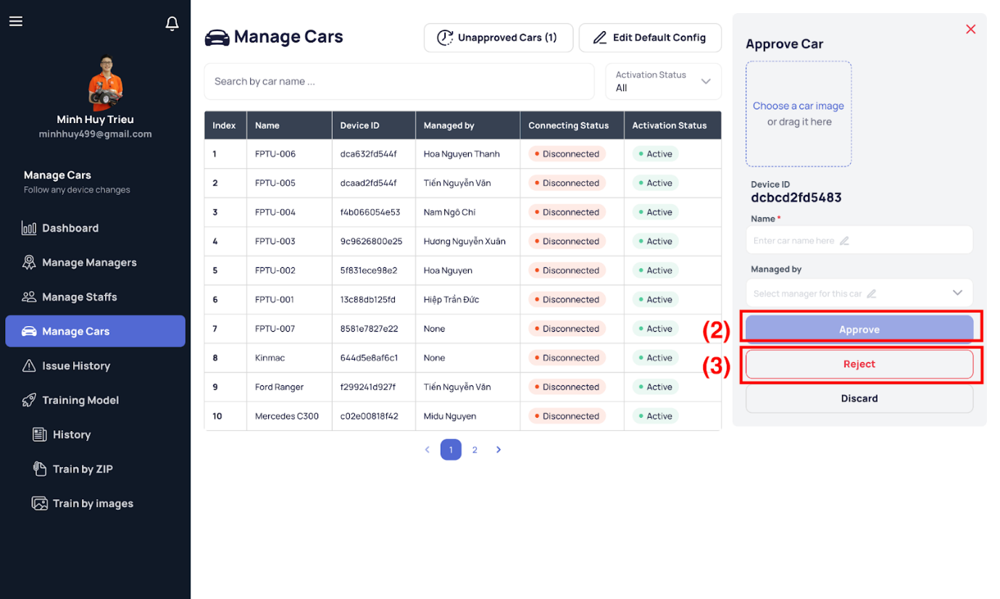 Minh Huy Trieu
minhhuy499@gmail.com
Manage Cars
Follow any device changes
Dashboard
Manage Managers
Manage Staffs
Manage Cars
Issue History
Training Model
History
Train by ZIP
Train by images
Manage Cars
Unapproved Cars (1)
Edit Default Config
Search by car name ...
Activation Status
All
Index Name Device ID Managed by Connecting Status Activation Status
1 FPTU-006 dca632fd544f Hoa Nguyen Thanh Disconnected Active
2 FPTU-005 dcaad2fd544f Tiến Nguyễn Văn Disconnected Active
3 FPTU-004 f4b066054e53 Nam Ngô Chí Disconnected Active
4 FPTU-003 9c9626800e25 Hương Nguyễn Xuân Disconnected Active
5 FPTU-002 5f831ece98e2 Hoa Nguyen Disconnected Active
6 FPTU-001 13c88db125fd Hiệp Trần Đức Disconnected Active
7 FPTU-007 8581e7827e22 None Disconnected Active
8 Kinmac 644d5e8af6c1 None Disconnected Active
9 Ford Ranger f299241d927f Tiến Nguyễn Văn Disconnected Active
10 Mercedes C300 c02e00818f42 Midu Nguyen Disconnected Active
1 2
Approve Car
Choose a car image
or drag it here
Device ID
dcbcd2fd5483
Name *
Enter car name here
Managed by
Select manager for this car
(2) Approve
(3) Reject
Discard